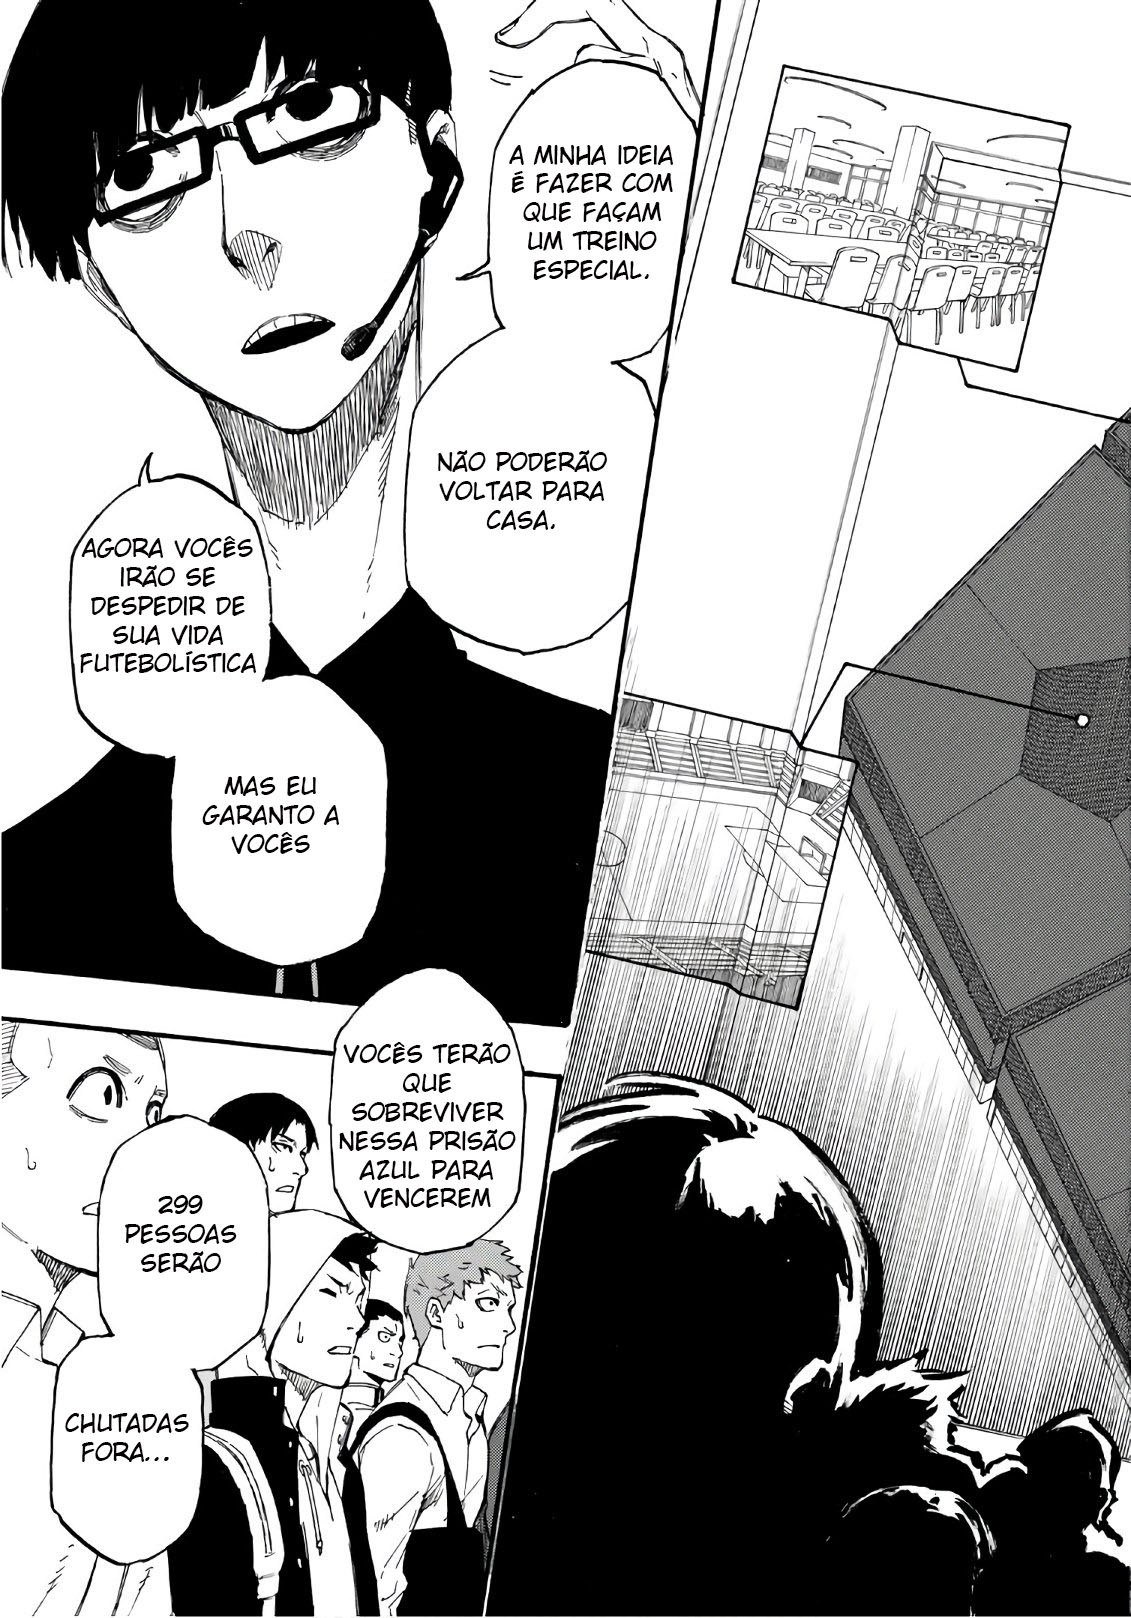 A MINHA IDEIA
É FAZER COM
QUE FAÇAM
UM TREINO
ESPECIAL.
NÃO PODERÃO
VOLTAR PARA
CASA.
AGORA VOCÊS
IRÃO SE
DESPEDIR DE
SUA VIDA
FUTEBOLÍSTICA
MAS EU
GARANTO A
VOCÊS
VOCÊS TERÃO
QUE
SOBREVIVER
NESSA PRISÃO
AZUL PARA
VENCEREM
299
PESSOAS
SERÃO
CHUTADAS
FORA...